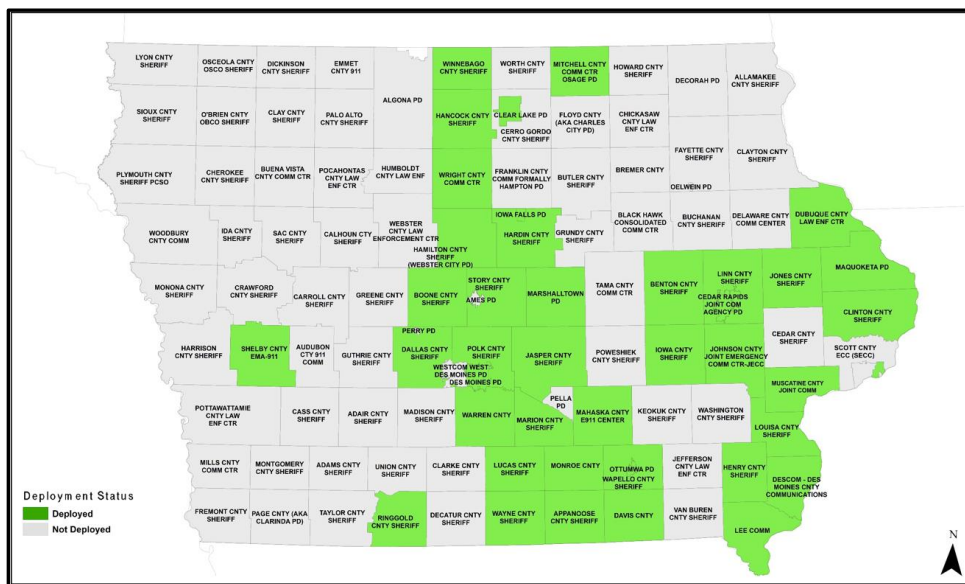 LYON CNTY
SHERIFF
OSCEOLA CNTY
OSCO SHERIFF
DICKINSON CNTY
SHERIFF
EMMET
CNTY 911
WINNEBAGO
CNTY SHERIFF
WORTH CNTY
SHERIFF
MITCHELL CNTY
COMM CTR
OSAGE PD
HOWARD CNTY
SHERIFF
DECORAH PD
ALLAMAKEE
CNTY SHERIFF
SIOUX CNTY
SHERIFF
O'BRIEN CNTY
OBCO SHERIFF
CLAY CNTY
SHERIFF
PALO ALTO
CNTY SHERIFF
ALGONA PD
HANCOCK CNTY
SHERIFF
CLEAR LAKE PD
CERRO GORDO
CNTY SHERIFF
FLOYD CNTY
(AKA CHARLES
CITY PD)
CHICKASAW
CNTY LAW
ENF CTR
FAYETTE CNTY
SHERIFF
CLAYTON CNTY
SHERIFF
PLYMOUTH CNTY
SHERIFF PCSO
CHEROKEE
CNTY SHERIFF
BUENA VISTA
CNTY COMM CTR
POCAHONTAS
CNTY LAW
ENF CTR
HUMBOLDT
CNTY LAW ENF
WRIGHT CNTY
COMM CTR
FRANKLIN CNTY
COMM FORMALLY
HAMPTON PD
BUTLER CNTY
SHERIFF
BREMER CNTY
OELWEIN PD
WOODBURY
CNTY COMM
IDA CNTY
SHERIFF
SAC CNTY
SHERIFF
CALHOUN CNTY
SHERIFF
WEBSTER
CNTY LAW
ENFORCEMENT CTR
HAMILTON CNTY
SHERIFF
(WEBSTER CITY PD)
IOWA FALLS PD
HARDIN CNTY
SHERIFF
GRUNDY CNTY
SHERIFF
BLACK HAWK
CONSOLIDATED
COMM CTR
BUCHANAN
CNTY SHERIFF
DELAWARE CNTY
COMM CENTER
DUBUQUE CNTY
LAW ENF CTR
MONONA CNTY
SHERIFF
CRAWFORD CNTY
SHERIFF
CARROLL CNTY
SHERIFF
GREENE CNTY
SHERIFF
BOONE CNTY
SHERIFF
STORY CNTY
SHERIFF
AMES PD
MARSHALLTOWN
PD
TAMA CNTY
COMM CTR
BENTON CNTY
SHERIFF
LINN CNTY
SHERIFF
CEDAR RAPIDS
JOINT COM
AGENCY PD
JONES CNTY
SHERIFF
MAQUOKETA PD
CLINTON CNTY
SHERIFF
HARRISON
CNTY SHERIFF
SHELBY CNTY
EMA-911
AUDUBON
CTY 911
COMM
GUTHRIE CNTY
SHERIFF
PERRY PD
DALLAS CNTY
SHERIFF
POLK CNTY
SHERIFF
WESTCOM WEST
DES MOINES PD
DES MOINES PD
JASPER CNTY
SHERIFF
POWESHIEK
CNTY SHERIFF
IOWA CNTY
SHERIFF
JOHNSON CNTY
JOINT EMERGENCY
COMM CTR-JECC
CEDAR CNTY
SHERIFF
SCOTT CNTY
ECC (SECC)
MUSCATINE CNTY
JOINT COMM
POTTAWATTAMIE
CNTY LAW
ENF CTR
CASS CNTY
SHERIFF
ADAIR CNTY
SHERIFF
MADISON CNTY
SHERIFF
WARREN CNTY
MARION CNTY
SHERIFF
PELLA
PD
MAHASKA CNTY
E911 CENTER
KEOKUK CNTY
SHERIFF
WASHINGTON
CNTY SHERIFF
LOUISA CNTY
SHERIFF
MILLS CNTY
COMM CTR
MONTGOMERY
CNTY SHERIFF
ADAMS CNTY
SHERIFF
UNION CNTY
SHERIFF
CLARKE CNTY
SHERIFF
LUCAS CNTY
SHERIFF
MONROE CNTY
OTTUMWA PD
WAPELLO CNTY
SHERIFF
JEFFERSON
CNTY LAW
ENF CTR
HENRY CNTY
SHERIFF
DESCOM - DES
MOINES CNTY
COMMUNICATIONS
FREMONT CNTY
SHERIFF
PAGE CNTY (AKA
CLARINDA PD)
TAYLOR CNTY
SHERIFF
RINGGOLD
CNTY SHERIFF
DECATUR CNTY
SHERIFF
WAYNE CNTY
SHERIFF
APPANOOSE
CNTY SHERIFF
DAVIS CNTY
VAN BUREN
CNTY SHERIFF
LEE COMM
Deployment Status
Deployed
Not Deployed
N